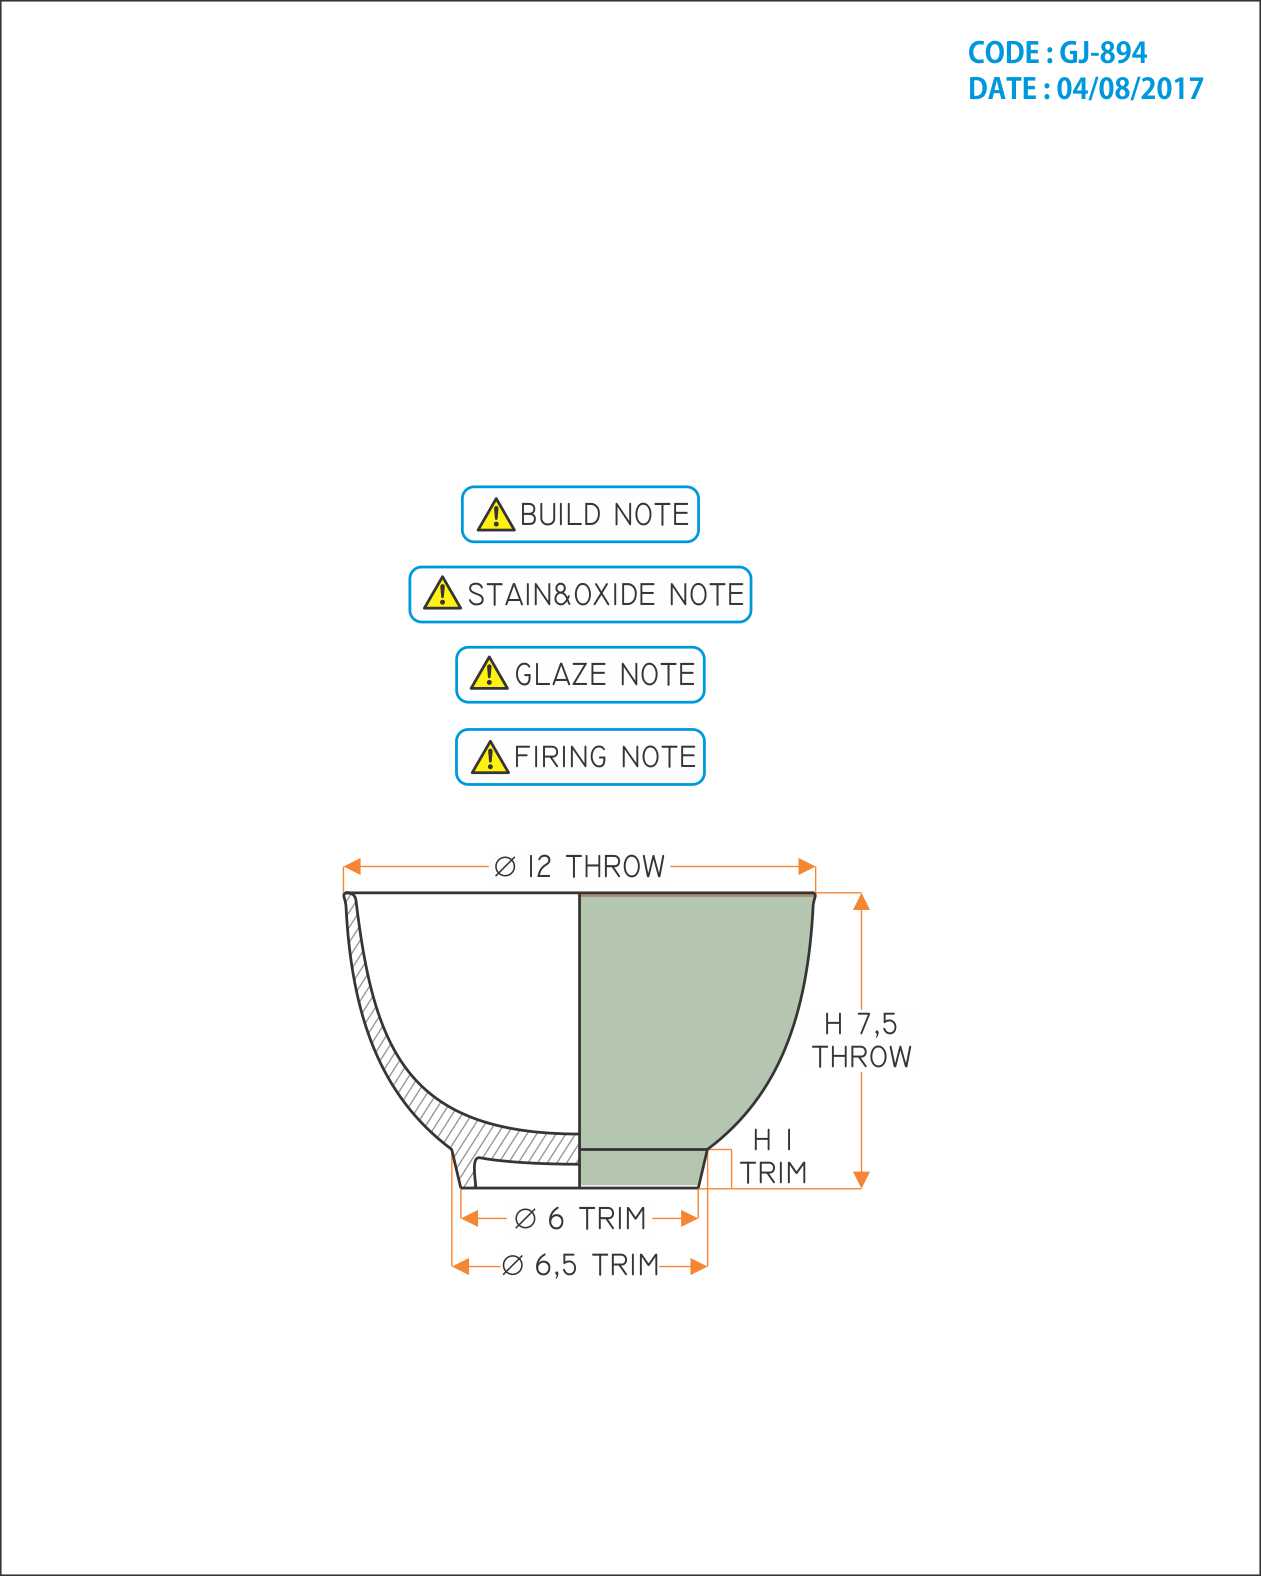 CODE : GJ-894
DATE : 04/08/2017
BUILD NOTE
STAIN&OXIDE NOTE
GLAZE NOTE
FIRING NOTE
⌀ 12 THROW
H 7,5
THROW
H 1
TRIM
⌀ 6 TRIM
⌀ 6,5 TRIM